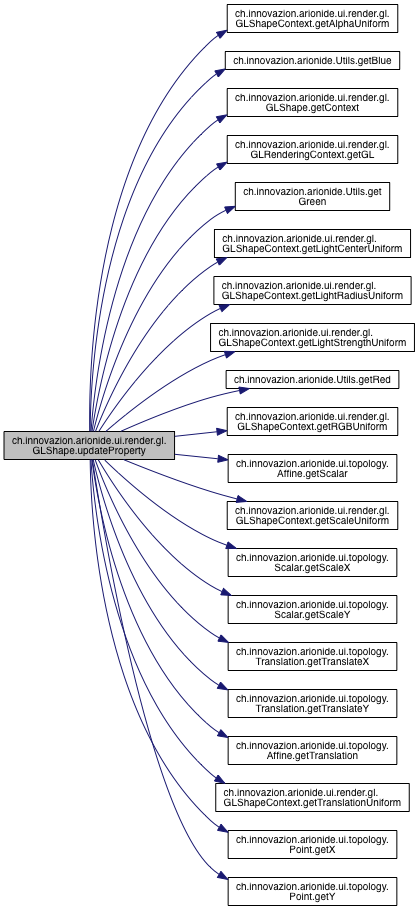 ch.innovazion.arionide.ui.render.gl.
GLShapeContext.getAlphaUniform
ch.innovazion.arionide.Utils.getBlue
ch.innovazion.arionide.ui.render.gl.
GLShape.getContext
ch.innovazion.arionide.ui.render.gl.
GLRenderingContext.getGL
ch.innovazion.arionide.Utils.get
Green
ch.innovazion.arionide.ui.render.gl.
GLShapeContext.getLightCenterUniform
ch.innovazion.arionide.ui.render.gl.
GLShapeContext.getLightRadiusUniform
ch.innovazion.arionide.ui.render.gl.
GLShapeContext.getLightStrengthUniform
ch.innovazion.arionide.Utils.getRed
ch.innovazion.arionide.ui.render.gl.
GLShapeContext.getRGBUniform
ch.innovazion.arionide.ui.render.gl.
GLShape.updateProperty
ch.innovazion.arionide.ui.topology.
Affine.getScalar
ch.innovazion.arionide.ui.render.gl.
GLShapeContext.getScaleUniform
ch.innovazion.arionide.ui.topology.
Scalar.getScaleX
ch.innovazion.arionide.ui.topology.
Scalar.getScaleY
ch.innovazion.arionide.ui.topology.
Translation.getTranslateX
ch.innovazion.arionide.ui.topology.
Translation.getTranslateY
ch.innovazion.arionide.ui.topology.
Affine.getTranslation
ch.innovazion.arionide.ui.render.gl.
GLShapeContext.getTranslationUniform
ch.innovazion.arionide.ui.topology.
Point.getX
ch.innovazion.arionide.ui.topology.
Point.getY